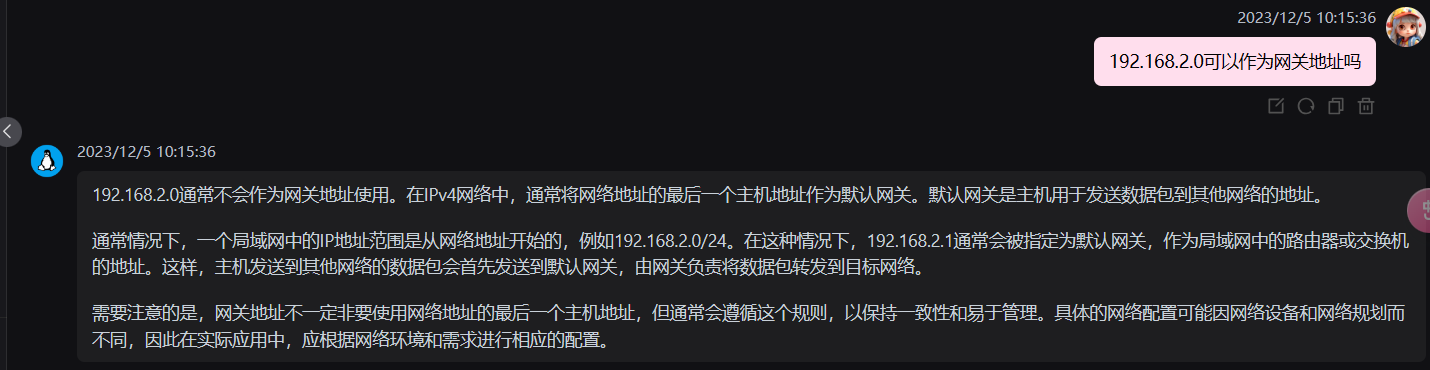 2023/12/5 10:15:36
192.168.2.0可以作为网关地址吗
2023/12/5 10:15:36
192.168.2.0通常不会作为网关地址使用。在IPv4网络中，通常将网络地址的最后一个主机地址作为默认网关。默认网关是主机用于发送数据包到其他网络的地址。
通常情况下，一个局域网中的IP地址范围是从网络地址开始的，例如192.168.2.0/24。在这种情况下，192.168.2.1通常会被指定为默认网关，作为局域网中的路由器或交换机
的地址。这样，主机发送到其他网络的数据包会首先发送到默认网关，由网关负责将数据包转发到目标网络。
需要注意的是，网关地址不一定非要使用网络地址的最后一个主机地址，但通常会遵循这个规则，以保持一致性和易于管理。具体的网络配置可能因网络设备和网络规划而
不同，因此在实际应用中，应根据网络环境和需求进行相应的配置。